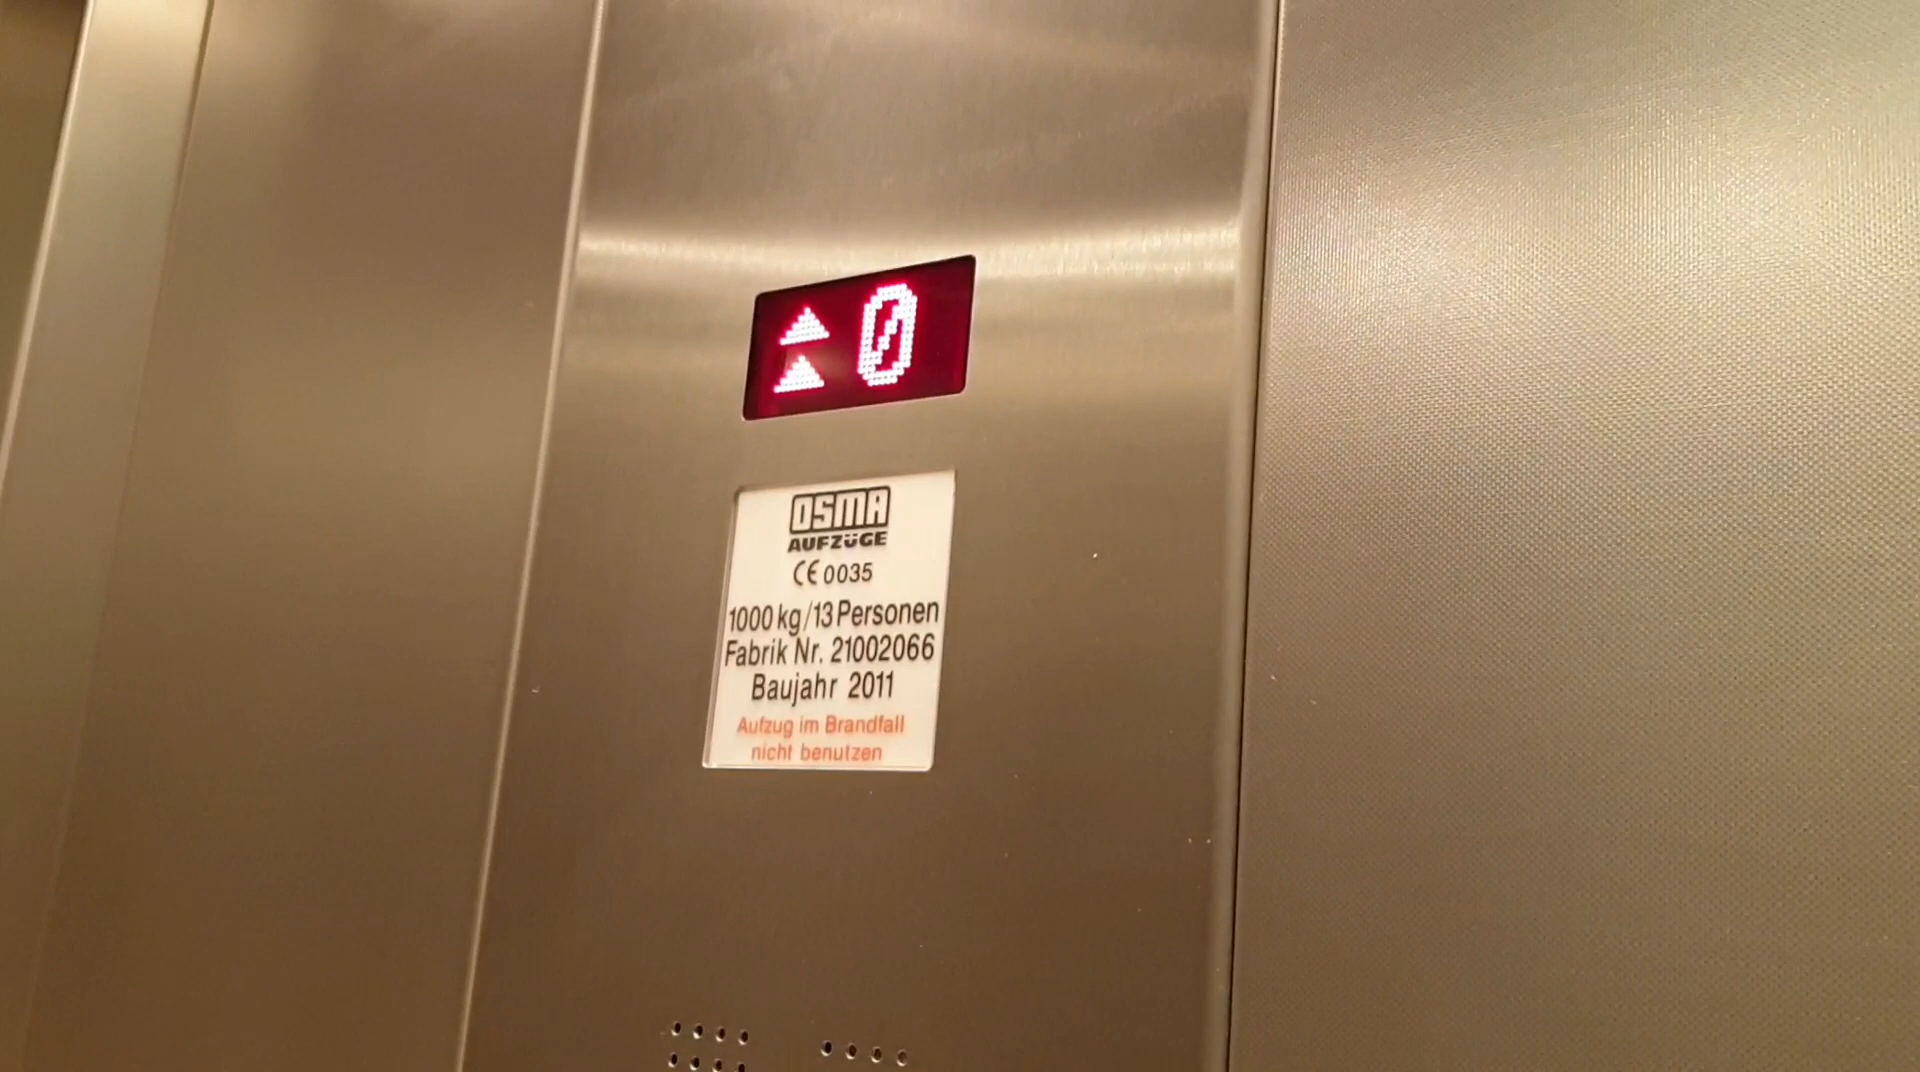 0
OSMA
AUFZÜGE
CE 0035
1000 kg/13 Personen
Fabrik Nr. 21002066
Baujahr 2011
Aufzug im Brandfall
nicht benutzen